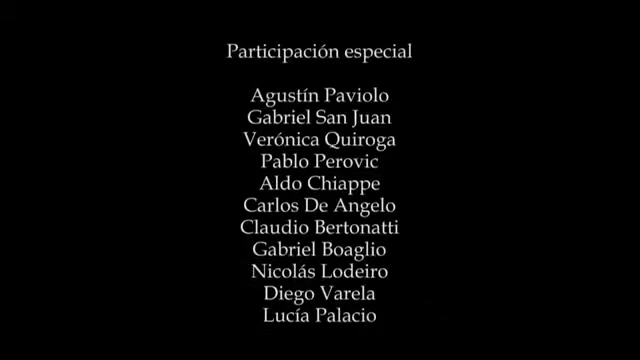 Participación especial
Agustín Paviolo
Gabriel San Juan
Verónica Quiroga
Pablo Perovic
Aldo Chiappe
Carlos De Angelo
Claudio Bertonatti
Gabriel Boaglio
Nicolás Lodeiro
Diego Varela
Lucía Palacio